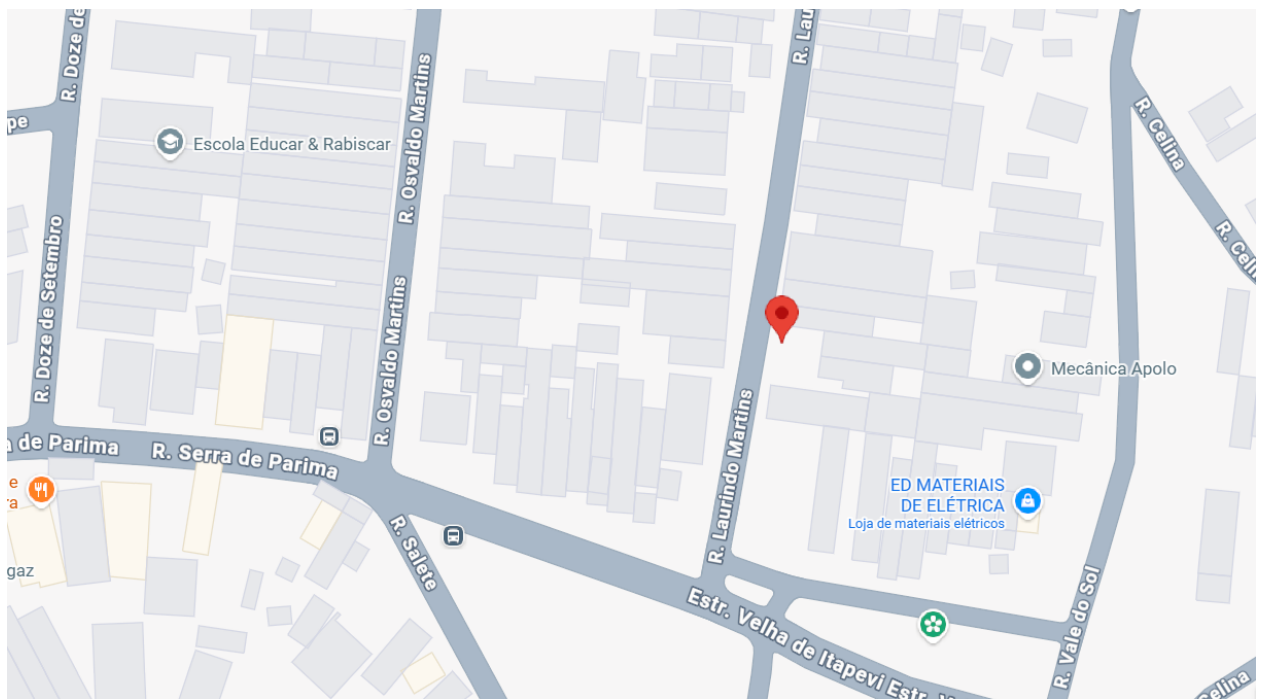 R. Doze de
R. Lau
pe
Escola Educar & Rabiscar
R. Osvaldo Martins
R. Celina
R. Doze de Setembro
R. Celi
R. Osvaldo Martins
Mecânica Apolo
a de Parima
R. Serra de Parima
R. Laurindo Martins
e
ra
ED MATERIAIS
DE ELÉTRICA
Loja de materiais elétricos
R. Salete
gaz
Estr. Velha de Itapevi
Estr. V
R. Vale do Sol
Celina